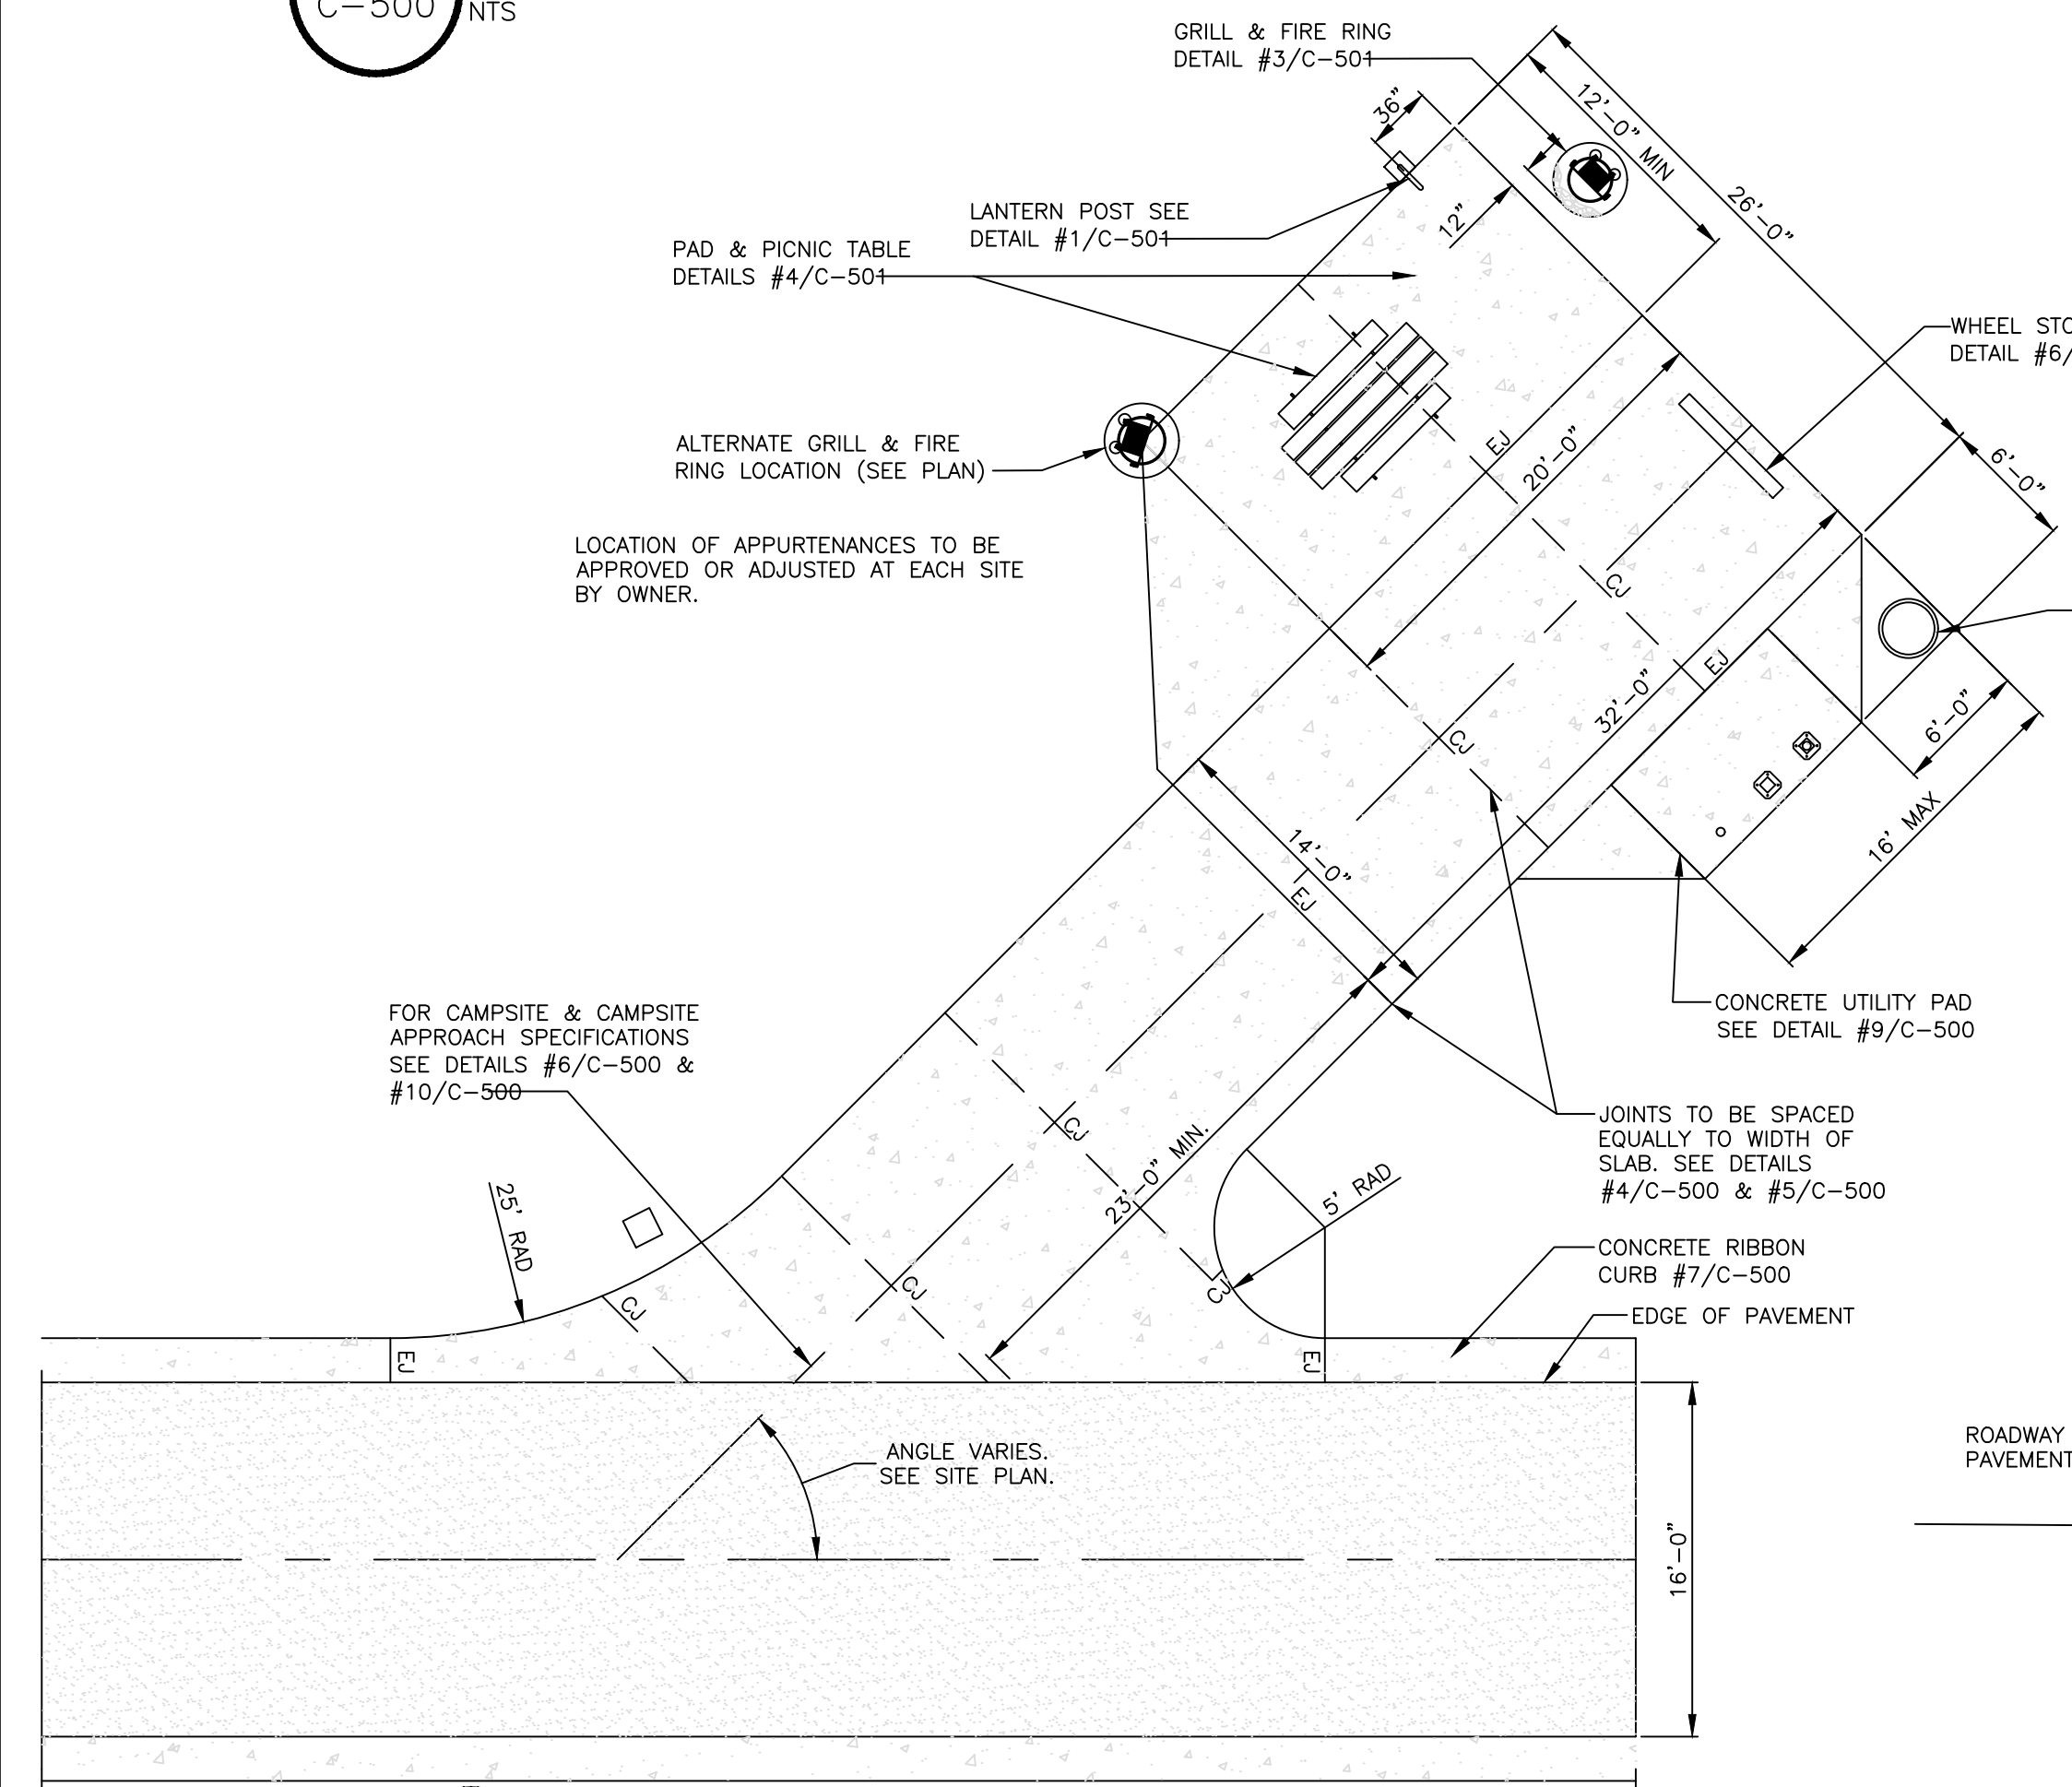 C-500
NTS
GRILL & FIRE RING
DETAIL #3/C-501
36"
12'-0" MIN
26'-0"
12"
LANTERN POST SEE
DETAIL #1/C-501
PAD & PICNIC TABLE
DETAILS #4/C-501
WHEEL STO
DETAIL #6/
ALTERNATE GRILL & FIRE
RING LOCATION (SEE PLAN)
EJ
20'-0"
6'-0"
LOCATION OF APPURTENANCES TO BE
APPROVED OR ADJUSTED AT EACH SITE
BY OWNER.
CJ
EJ
32'-0"
6'-0"
CJ
16' MAX
14'-0"
EJ
CONCRETE UTILITY PAD
SEE DETAIL #9/C-500
FOR CAMPSITE & CAMPSITE
APPROACH SPECIFICATIONS
SEE DETAILS #6/C-500 &
#10/C-500
JOINTS TO BE SPACED
EQUALLY TO WIDTH OF
SLAB. SEE DETAILS
#4/C-500 & #5/C-500
CJ
23'-0" MIN.
5' RAD
25' RAD
CONCRETE RIBBON
CURB #7/C-500
CJ
CJ
CJ
EDGE OF PAVEMENT
EJ
EJ
ANGLE VARIES.
SEE SITE PLAN.
ROADWAY
PAVEMENT
16'-0"